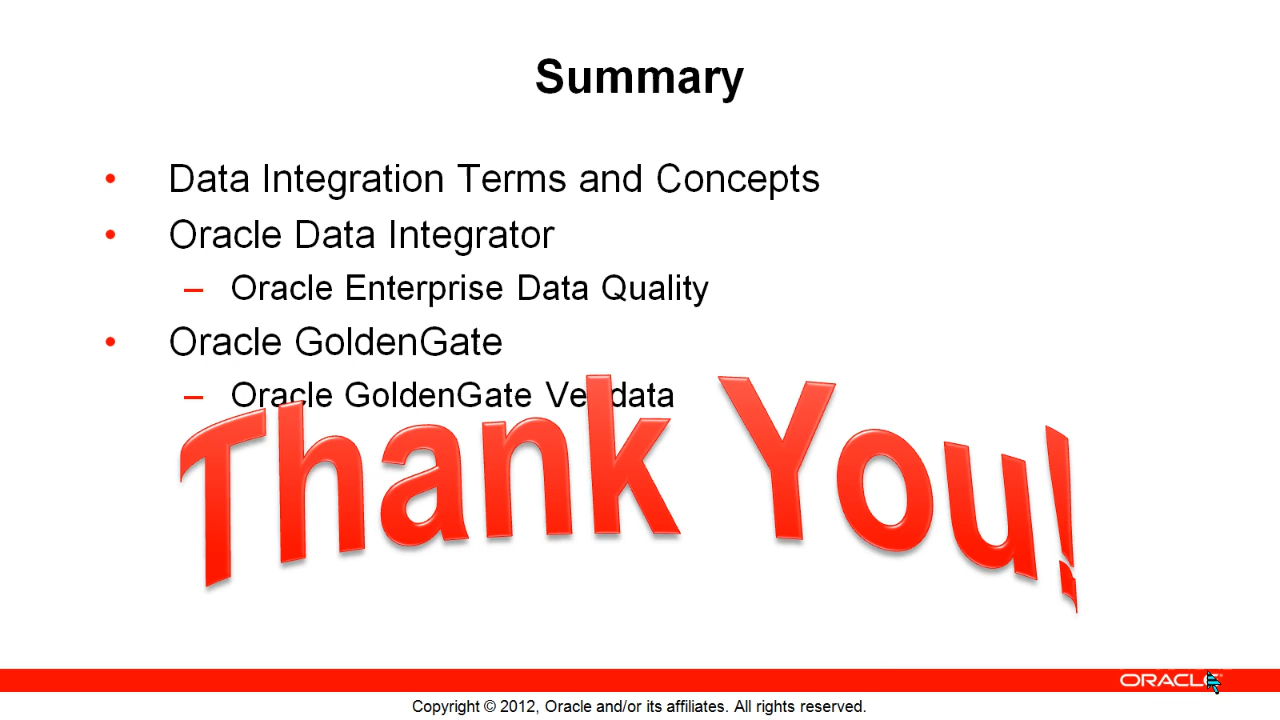 Summary
• Data Integration Terms and Concepts
• Oracle Data Integrator
– Oracle Enterprise Data Quality
• Oracle GoldenGate
– Oracle GoldenGate Veridata
Thank You!
ORACLE
Copyright © 2012, Oracle and/or its affiliates. All rights reserved.